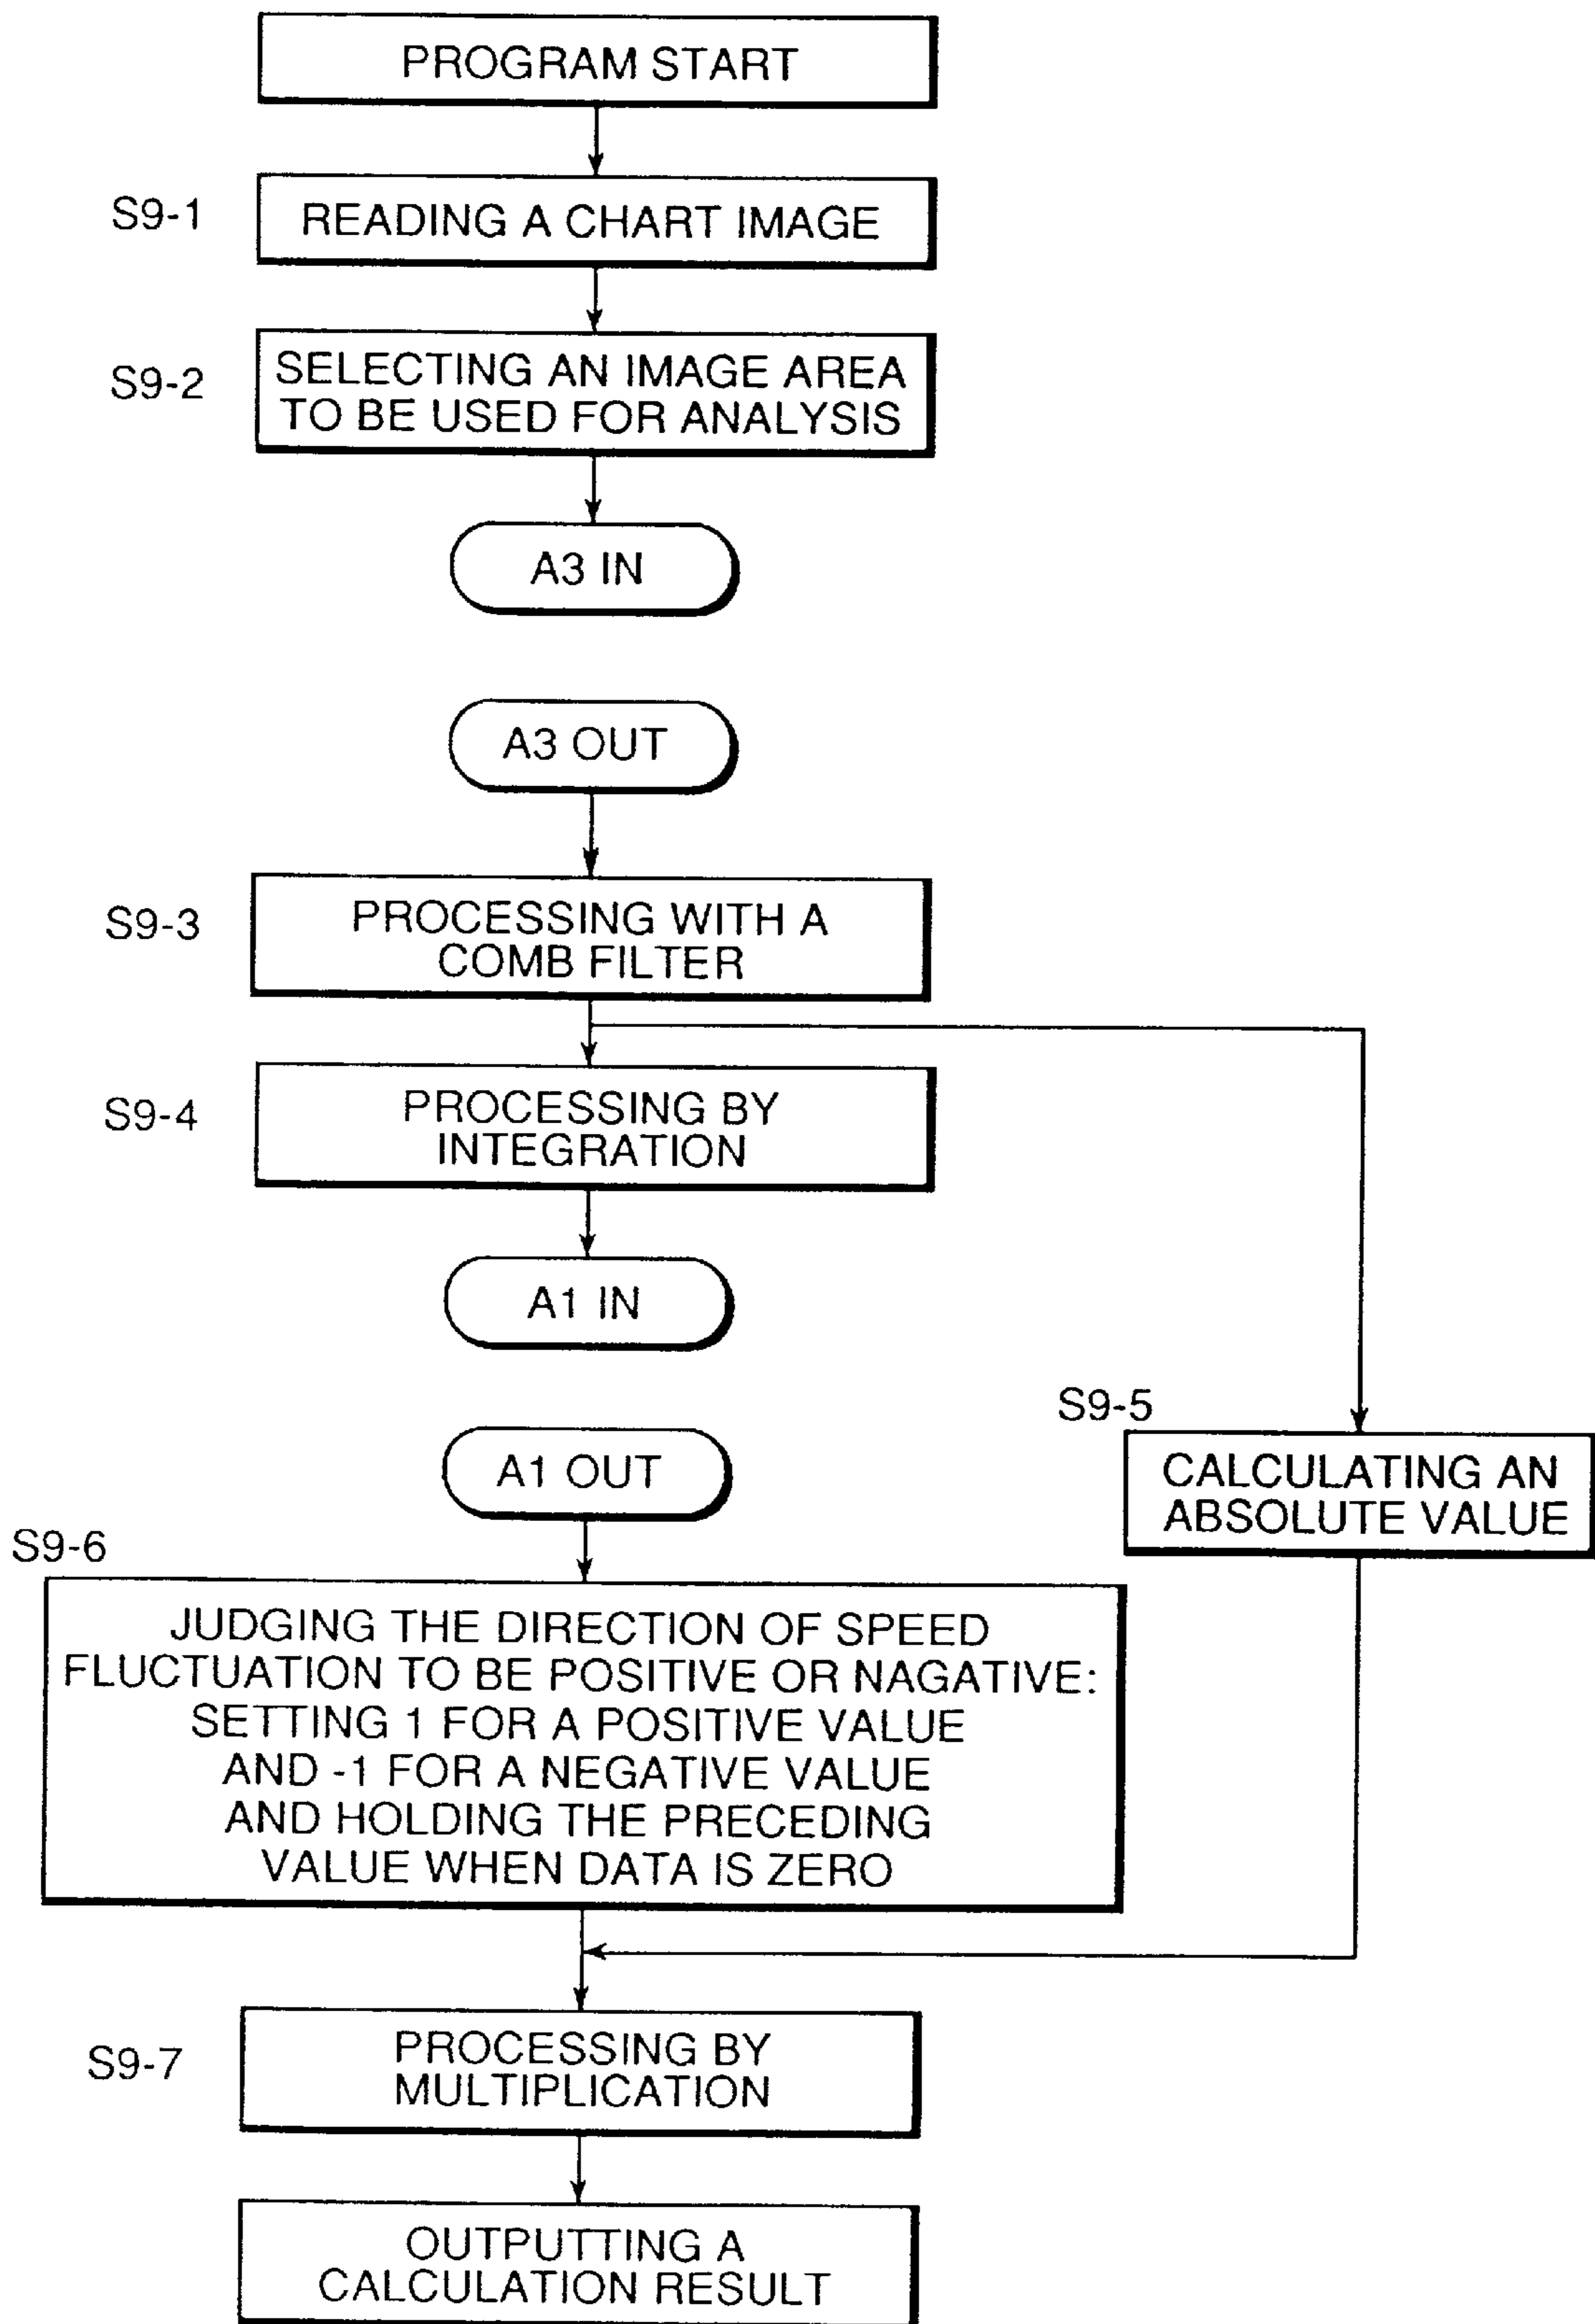 PROGRAM START
S9-1
READING A CHART IMAGE
S9-2
SELECTING AN IMAGE AREA
TO BE USED FOR ANALYSIS
A3 IN
A3 OUT
S9-3
PROCESSING WITH A
COMB FILTER
S9-4
PROCESSING BY
INTEGRATION
A1 IN
S9-5
CALCULATING AN
ABSOLUTE VALUE
A1 OUT
S9-6
JUDGING THE DIRECTION OF SPEED
FLUCTUATION TO BE POSITIVE OR NAGATIVE:
SETTING 1 FOR A POSITIVE VALUE
AND -1 FOR A NEGATIVE VALUE
AND HOLDING THE PRECEDING
VALUE WHEN DATA IS ZERO
S9-7
PROCESSING BY
MULTIPLICATION
OUTPUTTING A
CALCULATION RESULT